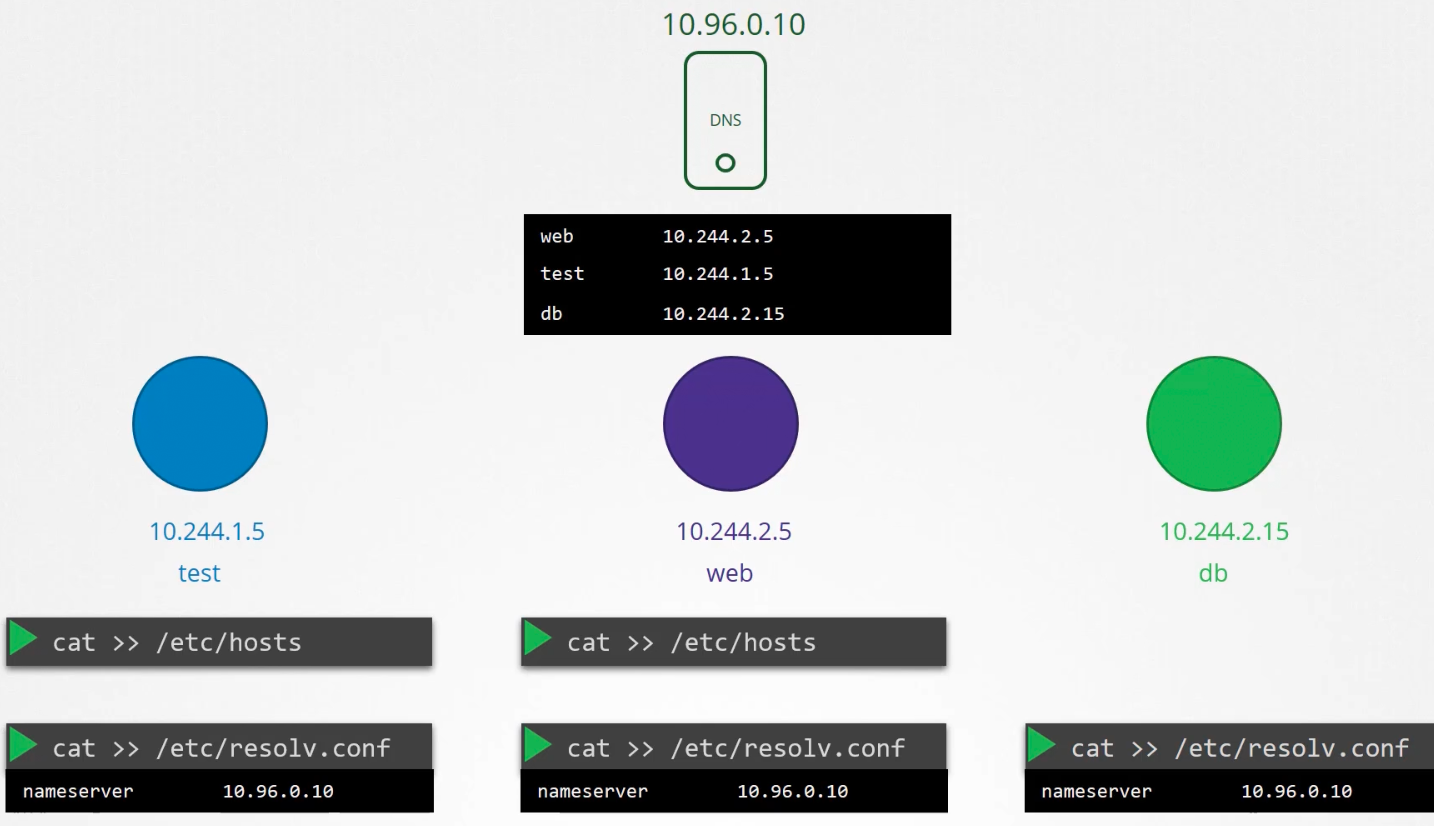 10.96.0.10
DNS
web 10.244.2.5
test 10.244.1.5
db 10.244.2.15
10.244.1.5
test
10.244.2.5
web
10.244.2.15
db
cat >> /etc/hosts
cat >> /etc/hosts
cat >> /etc/resolv.conf
nameserver 10.96.0.10
cat >> /etc/resolv.conf
nameserver 10.96.0.10
cat >> /etc/resolv.conf
nameserver 10.96.0.10